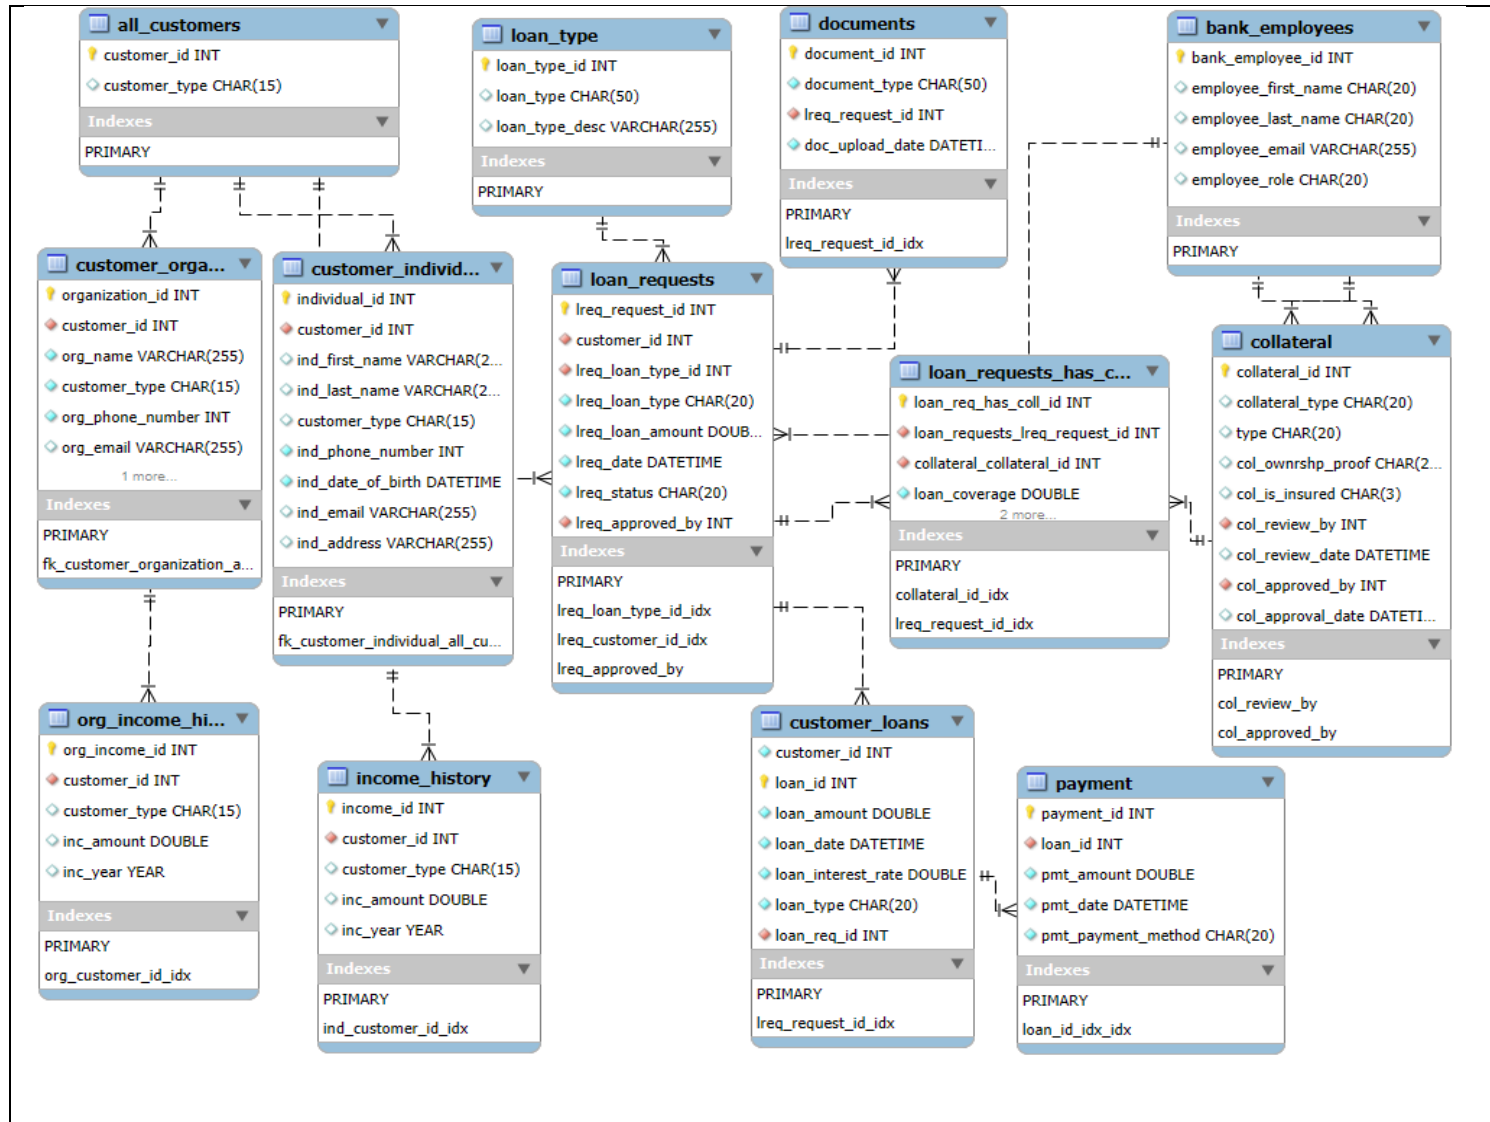 all_customers
customer_id INT
customer_type CHAR(15)
Indexes
PRIMARY
loan_type
loan_type_id INT
loan_type CHAR(50)
loan_type_desc VARCHAR(255)
Indexes
PRIMARY
documents
document_id INT
document_type CHAR(50)
lreq_request_id INT
doc_upload_date DATETI...
Indexes
PRIMARY
lreq_request_id_idx
bank_employees
bank_employee_id INT
employee_first_name CHAR(20)
employee_last_name CHAR(20)
employee_email VARCHAR(255)
employee_role CHAR(20)
Indexes
PRIMARY
customer_orga...
organization_id INT
customer_id INT
org_name VARCHAR(255)
customer_type CHAR(15)
org_phone_number INT
org_email VARCHAR(255)
1 more...
Indexes
PRIMARY
fk_customer_organization_a...
customer_individ...
individual_id INT
customer_id INT
ind_first_name VARCHAR(2...
ind_last_name VARCHAR(2...
customer_type CHAR(15)
ind_phone_number INT
ind_date_of_birth DATETIME
ind_email VARCHAR(255)
ind_address VARCHAR(255)
Indexes
PRIMARY
fk_customer_individual_all_cu...
loan_requests
lreq_request_id INT
customer_id INT
lreq_loan_type_id INT
lreq_loan_type CHAR(20)
lreq_loan_amount DOUB...
lreq_date DATETIME
lreq_status CHAR(20)
lreq_approved_by INT
Indexes
PRIMARY
lreq_loan_type_id_idx
lreq_customer_id_idx
lreq_approved_by
loan_requests_has_c...
loan_req_has_coll_id INT
loan_requests_lreq_request_id INT
collateral_collateral_id INT
loan_coverage DOUBLE
2 more...
Indexes
PRIMARY
collateral_id_idx
lreq_request_id_idx
collateral
collateral_id INT
collateral_type CHAR(20)
type CHAR(20)
col_ownrshp_proof CHAR(2...
col_is_insured CHAR(3)
col_review_by INT
col_review_date DATETIME
col_approved_by INT
col_approval_date DATETI...
Indexes
PRIMARY
col_review_by
col_approved_by
org_income_hi...
org_income_id INT
customer_id INT
customer_type CHAR(15)
inc_amount DOUBLE
inc_year YEAR
Indexes
PRIMARY
org_customer_id_idx
income_history
income_id INT
customer_id INT
customer_type CHAR(15)
inc_amount DOUBLE
inc_year YEAR
Indexes
PRIMARY
ind_customer_id_idx
customer_loans
customer_id INT
loan_id INT
loan_amount DOUBLE
loan_date DATETIME
loan_interest_rate DOUBLE
loan_type CHAR(20)
loan_req_id INT
Indexes
PRIMARY
lreq_request_id_idx
payment
payment_id INT
loan_id INT
pmt_amount DOUBLE
pmt_date DATETIME
pmt_payment_method CHAR(20)
Indexes
PRIMARY
loan_id_idx_idx